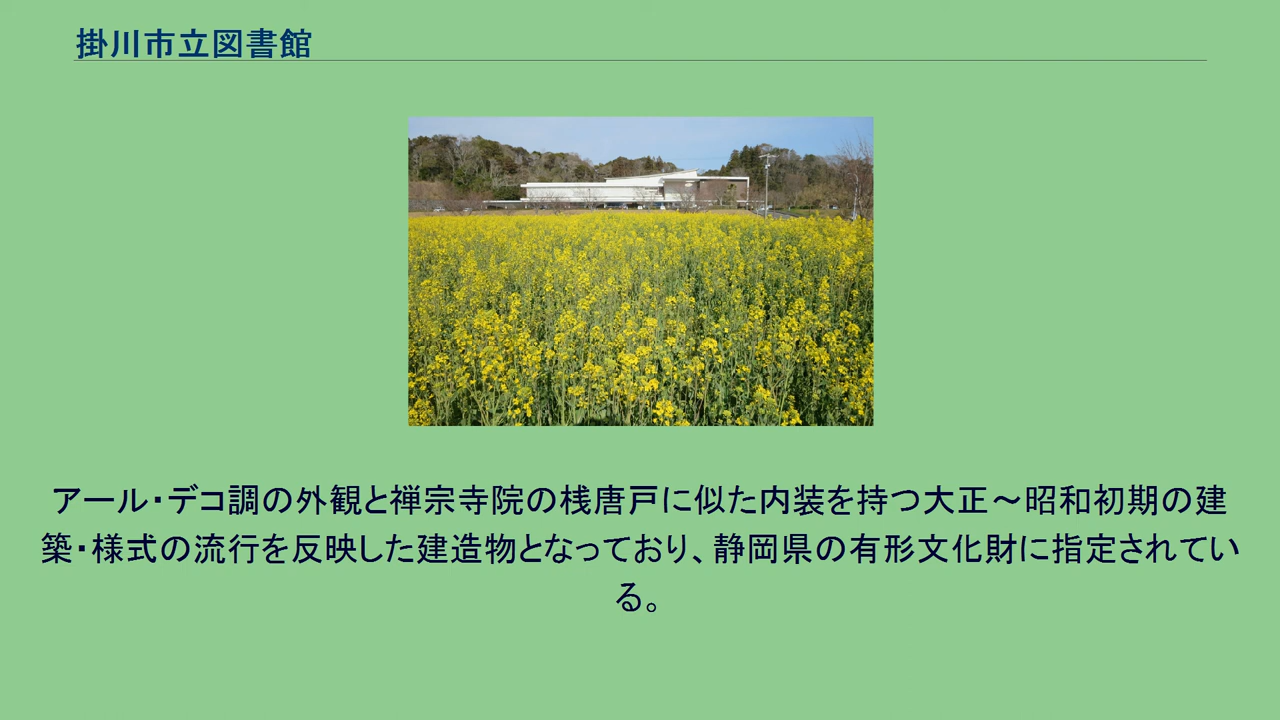 掛川市立図書館
アール・デコ調の外観と禅宗寺院の桟唐戸に似た内装を持つ大正～昭和初期の建
築・様式の流行を反映した建造物となっており、静岡県の有形文化財に指定されてい
る。